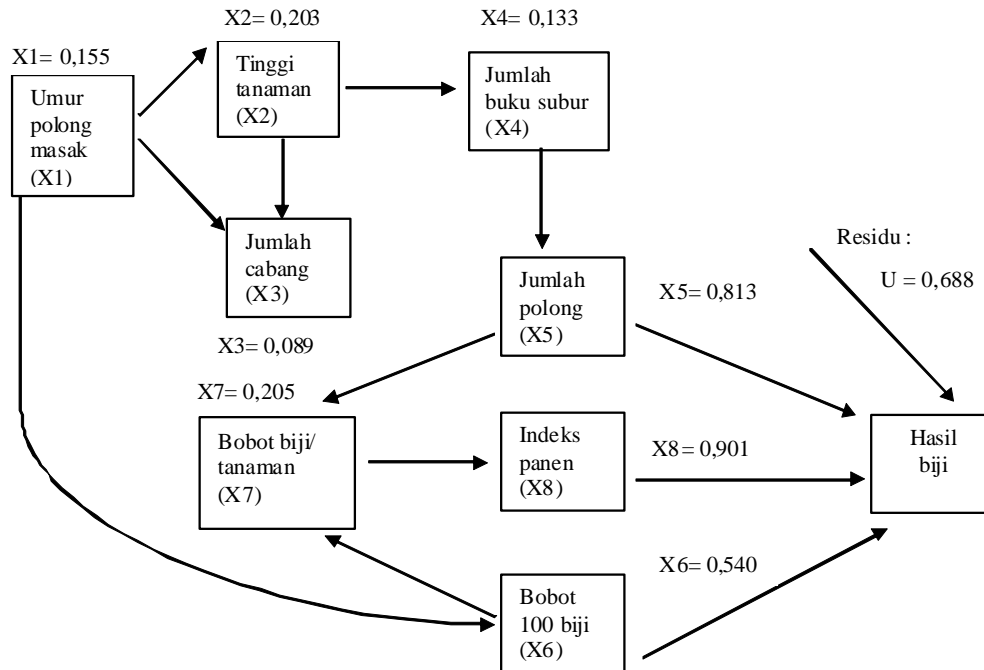 X2= 0,203
X4= 0,133
X1= 0,155
Umur
polong
masak
(X1)
Tinggi
tanaman
(X2)
Jumlah
buku subur
(X4)
Jumlah
cabang
(X3)
X3= 0,089
Jumlah
polong
(X5)
X5= 0,813
Residu :
U = 0,688
X7= 0,205
Bobot biji/
tanaman
(X7)
Indeks
panen
(X8)
X8= 0,901
Hasil
biji
X6= 0,540
Bobot
100 biji
(X6)